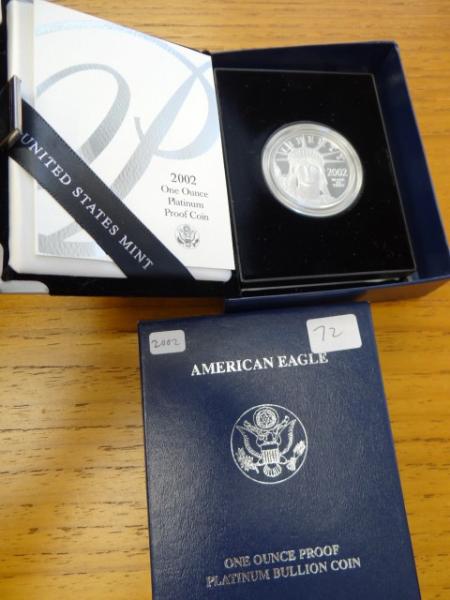 2002
One Ounce
Platinum
Proof Coin
UNITED STATES MINT
2002
2002
72
AMERICAN EAGLE
ONE OUNCE PROOF
PLATINUM BULLION COIN